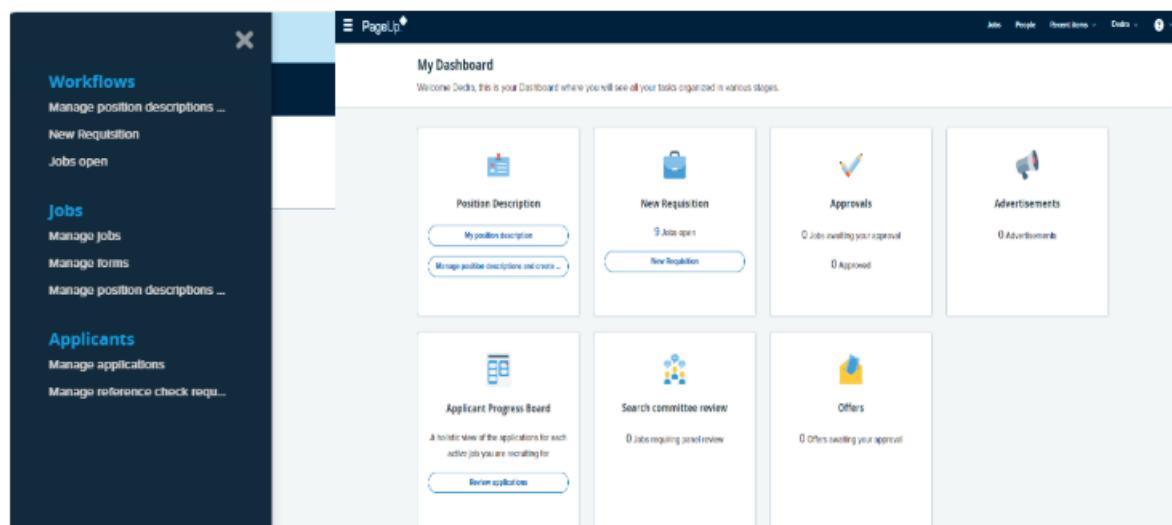 Workflows
Manage position descriptions ...
New Requisition
Jobs open
Jobs
Manage jobs
Manage forms
Manage position descriptions ...
Applicants
Manage applications
Manage reference check requ...
PageUp
Jobs People Recent items Dedra
My Dashboard
Welcome Dedra, this is your Dashboard where you will see all your tasks organized in various stages.
Position Description
My position description
Manage position descriptions and create ...
New Requisition
9 Jobs open
New Requisition
Approvals
0 Jobs awaiting your approval
0 Approved
Advertisements
0 Advertisements
Applicant Progress Board
A holistic view of the applications for each
active job you are recruiting for
Review applications
Search committee review
0 Jobs requiring panel review
Offers
0 Offers awaiting your approval